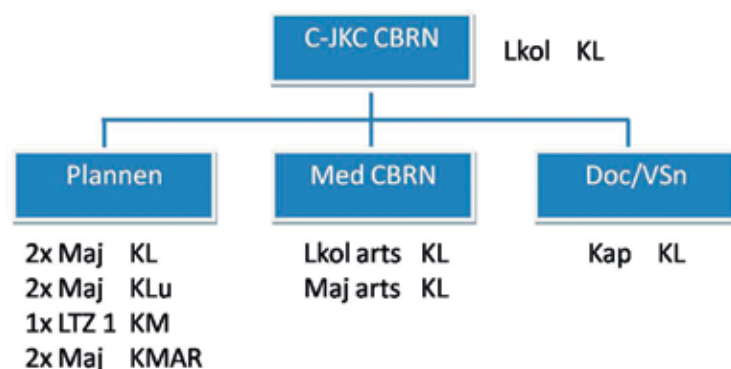 C-JKC CBRN
Lkol KL
Plannen
2x Maj KL
2x Maj KLu
1x LTZ 1 KM
2x Maj KMAR
Med CBRN
Lkol arts KL
Maj arts KL
Doc/VSn
Kap KL